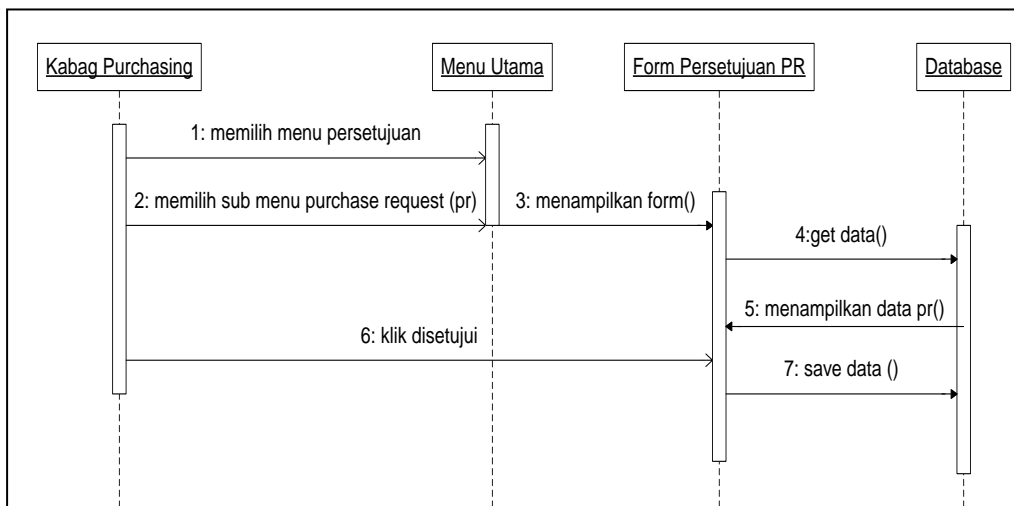 Kabag Purchasing
Menu Utama
Form Persetujuan PR
Database
1: memilih menu persetujuan
2: memilih sub menu purchase request (pr)
3: menampilkan form()
4:get data()
5: menampilkan data pr()
6: klik disetujui
7: save data ()